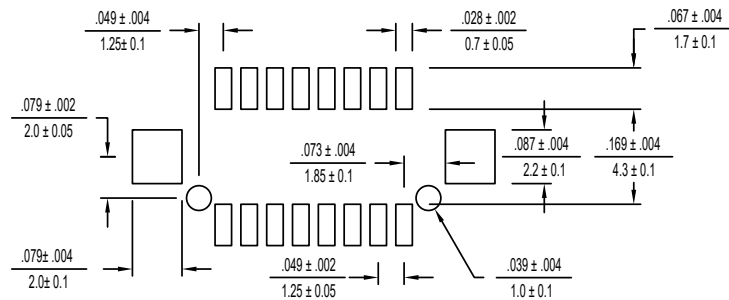 .049 ± .004
1.25± 0.1
.028 ± .002
0.7 ± 0.05
.067 ± .004
1.7 ± 0.1
.079 ± .002
2.0 ± 0.05
.073 ± .004
1.85 ± 0.1
.087 ± .004
2.2 ± 0.1
.169 ± .004
4.3 ± 0.1
.079± .004
2.0± 0.1
.049 ± .002
1.25 ± 0.05
.039 ± .004
1.0 ± 0.1